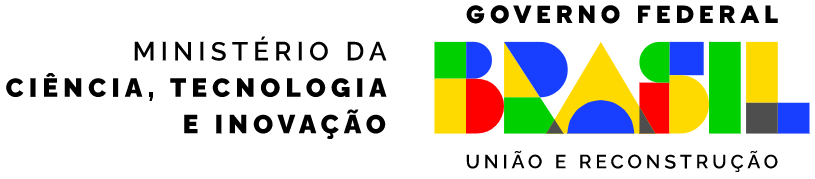 MINISTÉRIO DA
CIÊNCIA, TECNOLOGIA
E INOVAÇÃO
GOVERNO FEDERAL
BRASIL
UNIÃO E RECONSTRUÇÃO